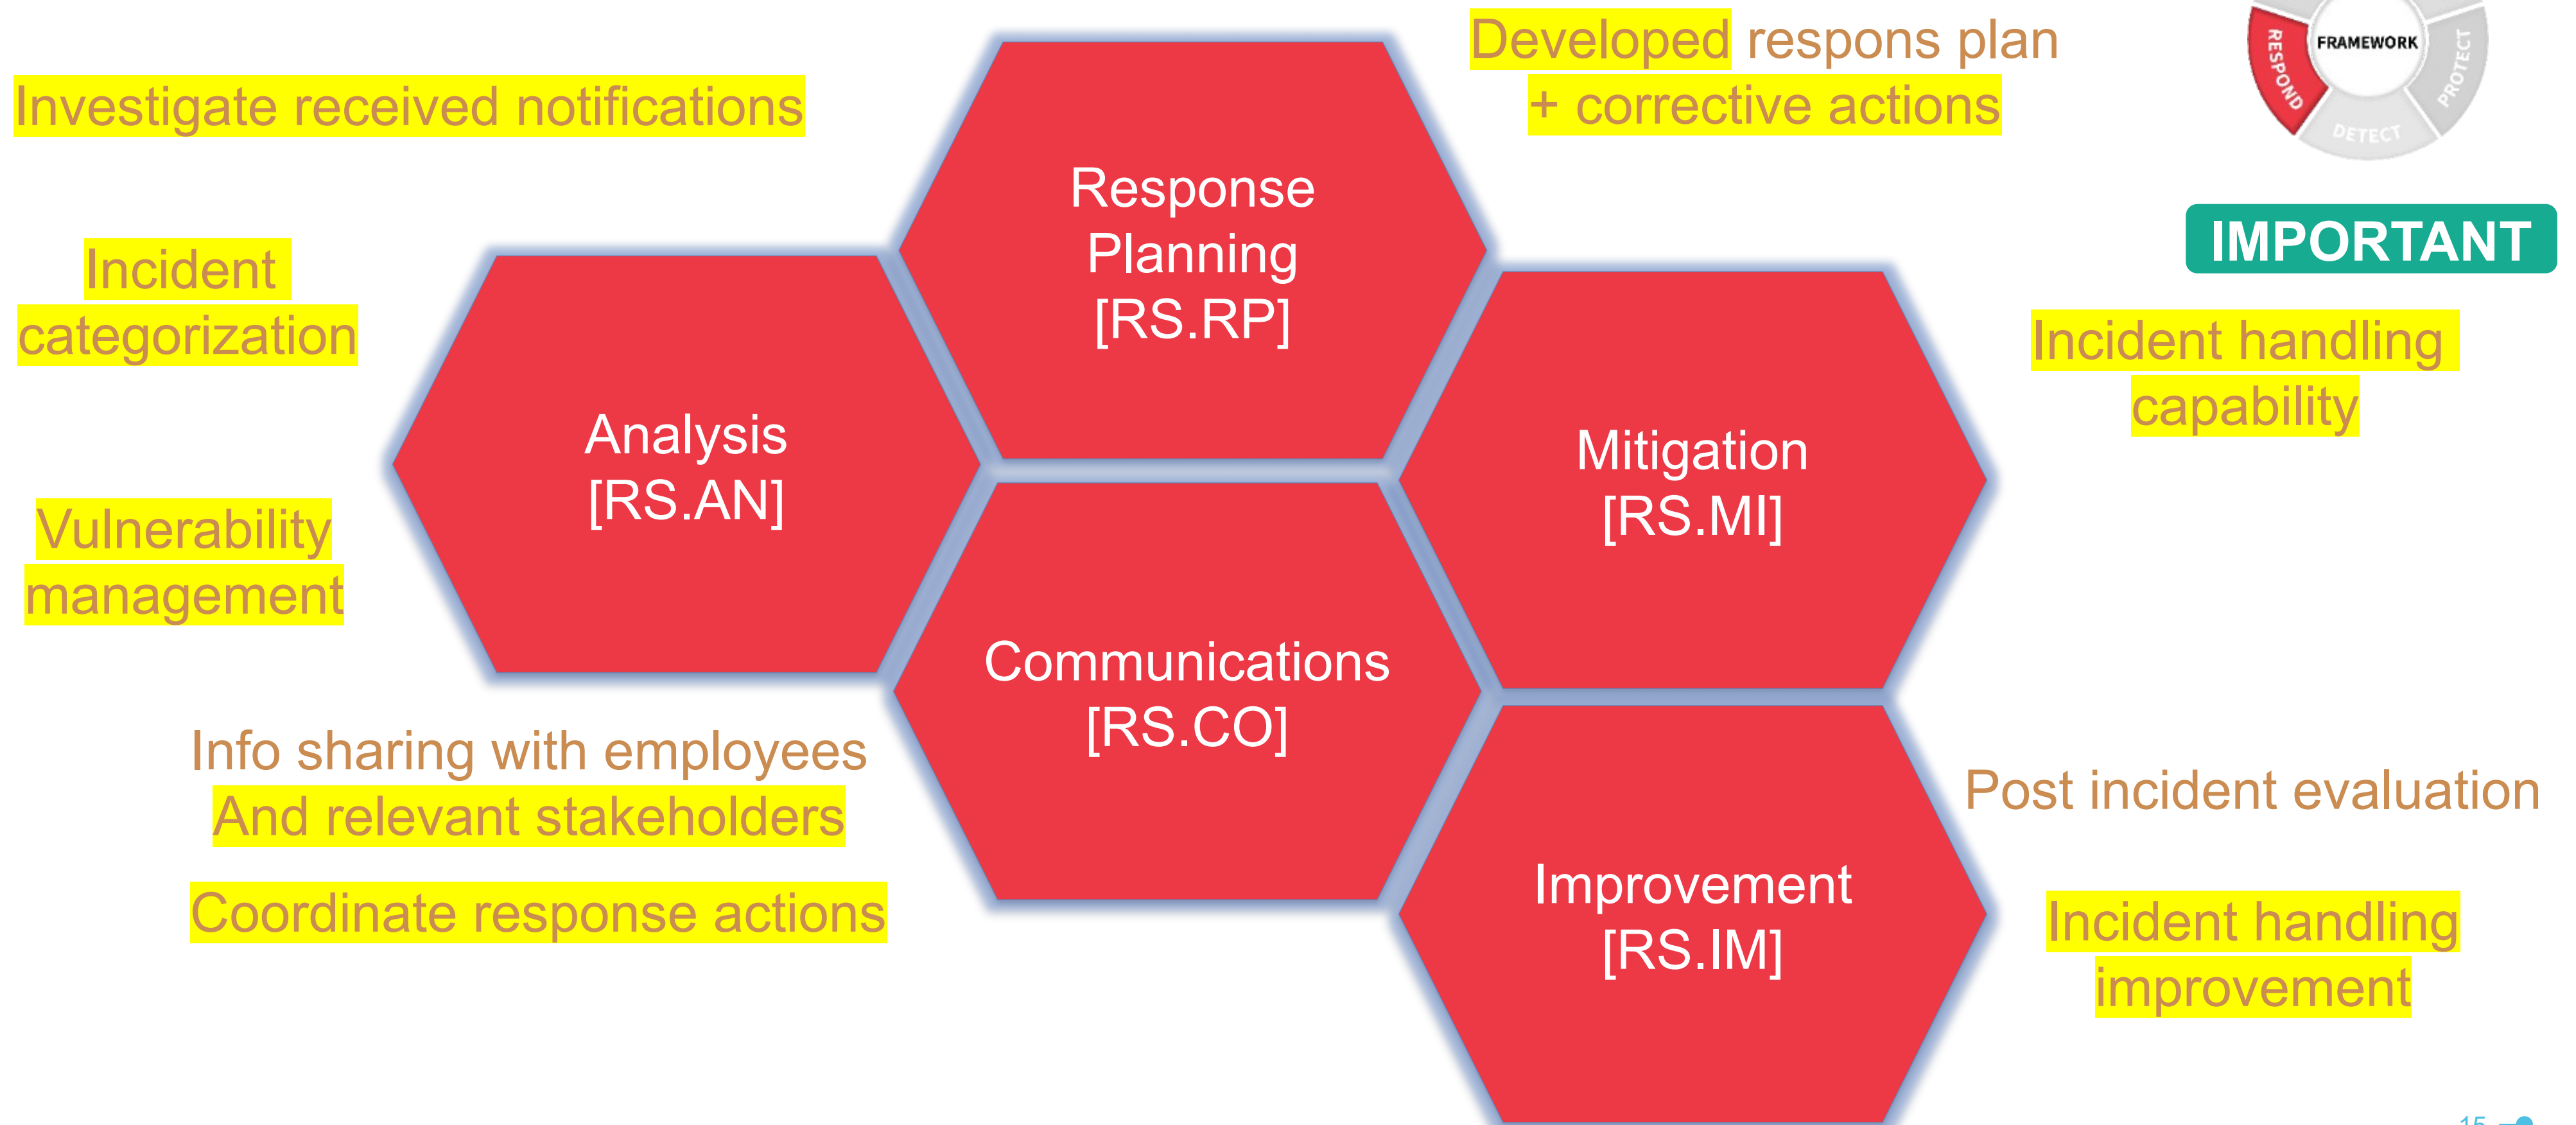 Investigate received notifications
Incident
categorization
Vulnerability
management
Info sharing with employees
And relevant stakeholders
Coordinate response actions
Analysis
[RS.AN]
Response
Planning
[RS.RP]
Communications
[RS.CO]
Mitigation
[RS.MI]
Improvement
[RS.IM]
Developed respons plan
+ corrective actions
FRAMEWORK
RESPOND
DETECT
PROTECT
IMPORTANT
Incident handling
capability
Post incident evaluation
Incident handling
improvement
15